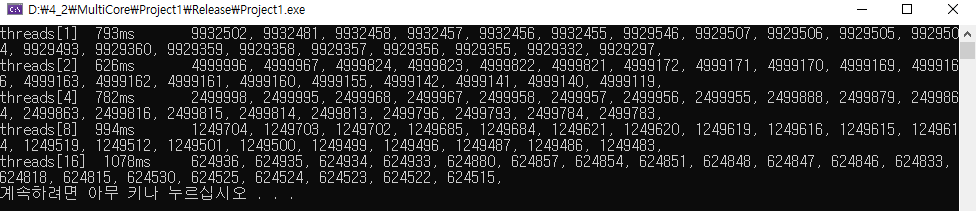 D:\4_2\MultiCore\Project1\Release\Project1.exe
threads[1]  793ms      9932502, 9932481, 9932458, 9932457, 9932456, 9932455, 9929546, 9929507, 9929506, 9929505, 992950
4, 9929493, 9929360, 9929359, 9929358, 9929357, 9929356, 9929355, 9929332, 9929297,
threads[2]  626ms      4999996, 4999967, 4999824, 4999823, 4999822, 4999821, 4999172, 4999171, 4999170, 4999169, 499916
6, 4999163, 4999162, 4999161, 4999160, 4999155, 4999142, 4999141, 4999140, 4999119,
threads[4]  782ms      2499998, 2499995, 2499968, 2499967, 2499958, 2499957, 2499956, 2499955, 2499888, 2499879, 249986
4, 2499863, 2499816, 2499815, 2499814, 2499813, 2499796, 2499793, 2499784, 2499783,
threads[8]  994ms      1249704, 1249703, 1249702, 1249685, 1249684, 1249621, 1249620, 1249619, 1249616, 1249615, 124961
4, 1249519, 1249512, 1249501, 1249500, 1249499, 1249496, 1249487, 1249486, 1249483,
threads[16]  1078ms      624936, 624935, 624934, 624933, 624880, 624857, 624854, 624851, 624848, 624847, 624846, 624833,
624818, 624815, 624530, 624525, 624524, 624523, 624522, 624515,
계속하려면 아무 키나 누르십시오 . . .